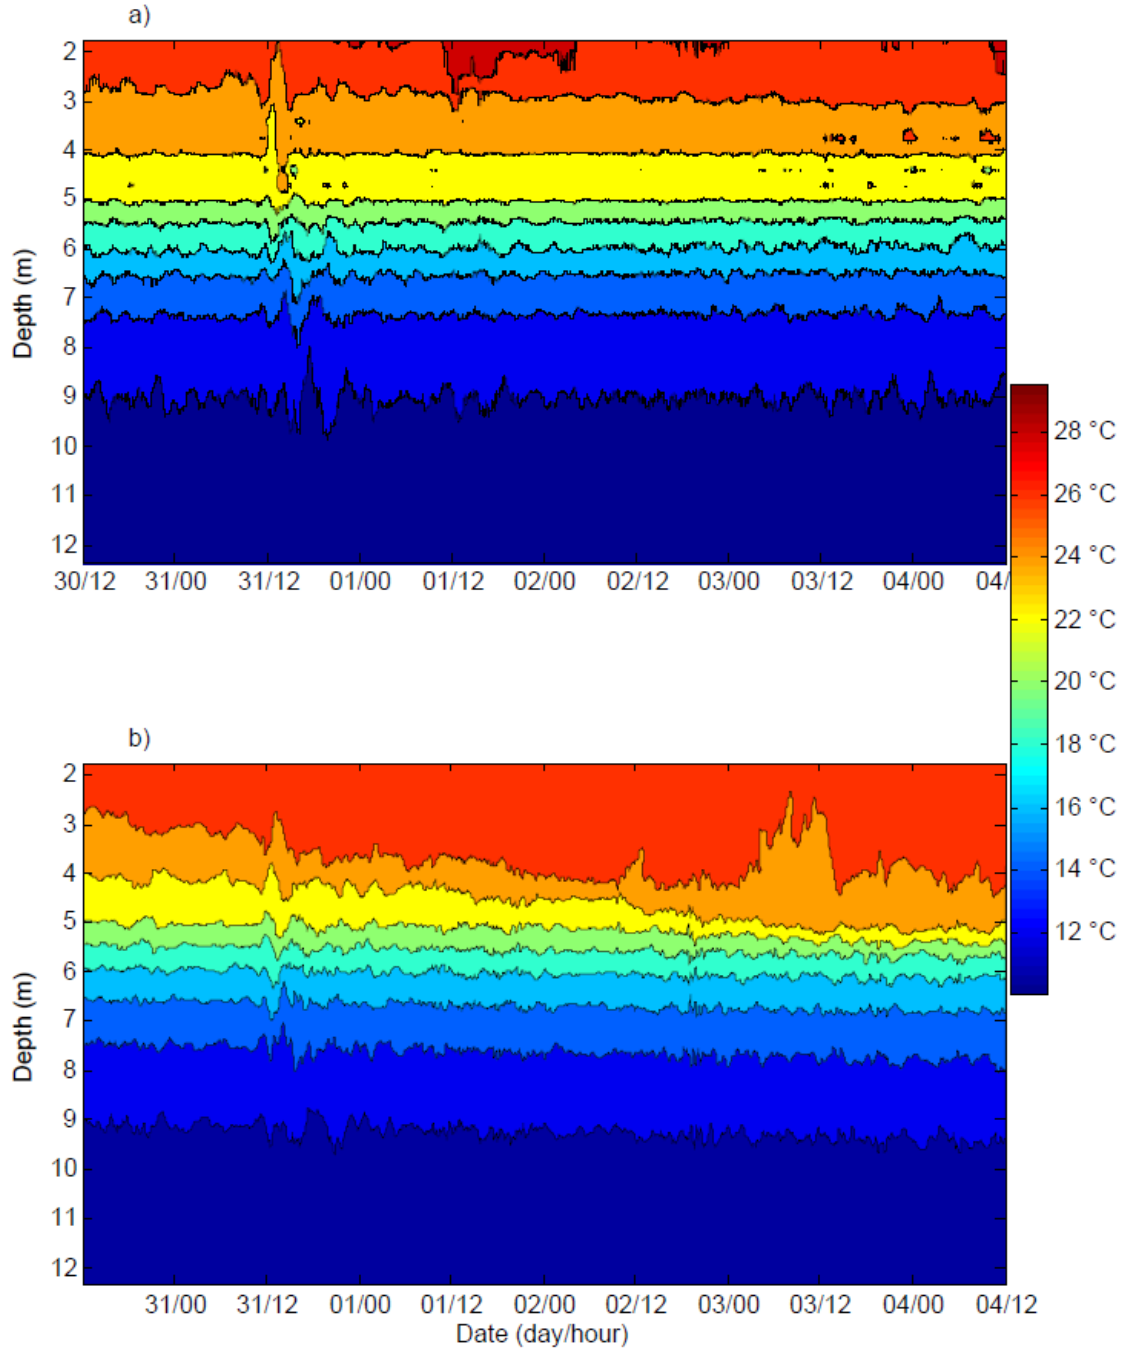 a)
2
3
4
5
6
7
8
9
10
11
12
Depth (m)
30/12 31/00 31/12 01/00 01/12 02/00 02/12 03/00 03/12 04/00 04/
28 °C
26 °C
24 °C
22 °C
20 °C
18 °C
16 °C
14 °C
12 °C
b)
2
3
4
5
6
7
8
9
10
11
12
Depth (m)
31/00 31/12 01/00 01/12 02/00 02/12 03/00 03/12 04/00 04/12
Date (day/hour)